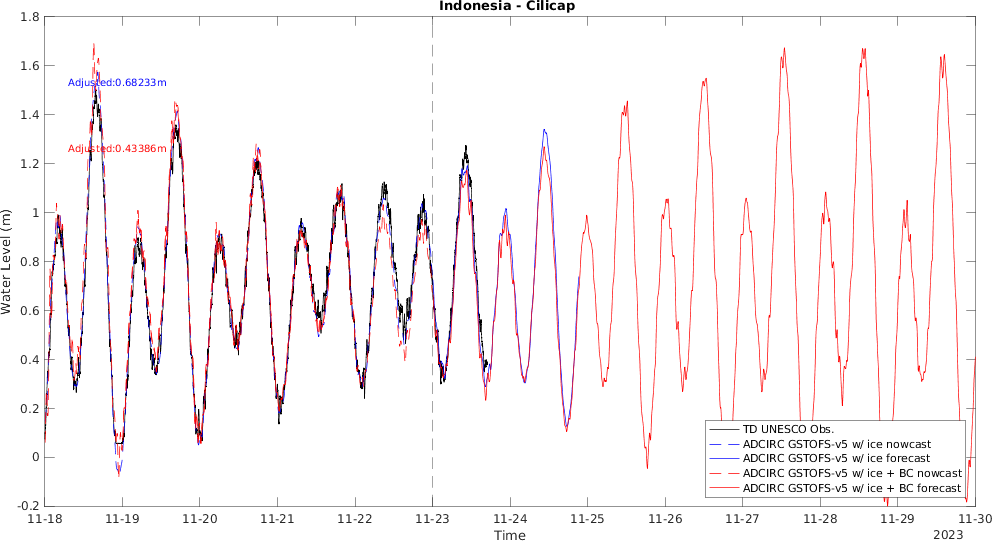 Indonesia - Cilicap
1.8
1.6
1.4
1.2
1
0.8
0.6
0.4
0.2
0
-0.2
Water Level (m)
Adjusted:0.68233m
Adjusted:0.43386m
TD UNESCO Obs.
ADCIRC GSTOFS-v5 w/ ice nowcast
ADCIRC GSTOFS-v5 w/ ice forecast
ADCIRC GSTOFS-v5 w/ ice + BC nowcast
ADCIRC GSTOFS-v5 w/ ice + BC forecast
11-18 11-19 11-20 11-21 11-22 11-23 11-24 11-25 11-26 11-27 11-28 11-29 11-30
Time
2023